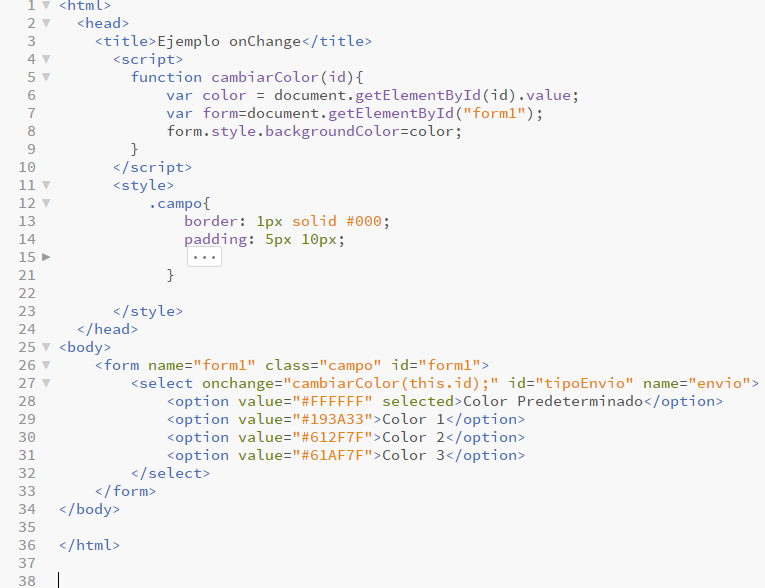 1 <html>
2 <head>
3 <title>Ejemplo onChange</title>
4 <script>
5 function cambiarColor(id){
6 var color = document.getElementById(id).value;
7 var form=document.getElementById("form1");
8 form.style.backgroundColor=color;
9 }
10 </script>
11 <style>
12 .campo{
13 border: 1px solid #000;
14 padding: 5px 10px;
15 ...
21 }
22
23 </style>
24 </head>
25 <body>
26 <form name="form1" class="campo" id="form1">
27 <select onchange="cambiarColor(this.id);" id="tipoEnvio" name="envio">
28 <option value="#FFFFFF" selected>Color Predeterminado</option>
29 <option value="#193A33">Color 1</option>
30 <option value="#612F7F">Color 2</option>
31 <option value="#61AF7F">Color 3</option>
32 </select>
33 </form>
34 </body>
35
36 </html>
37
38